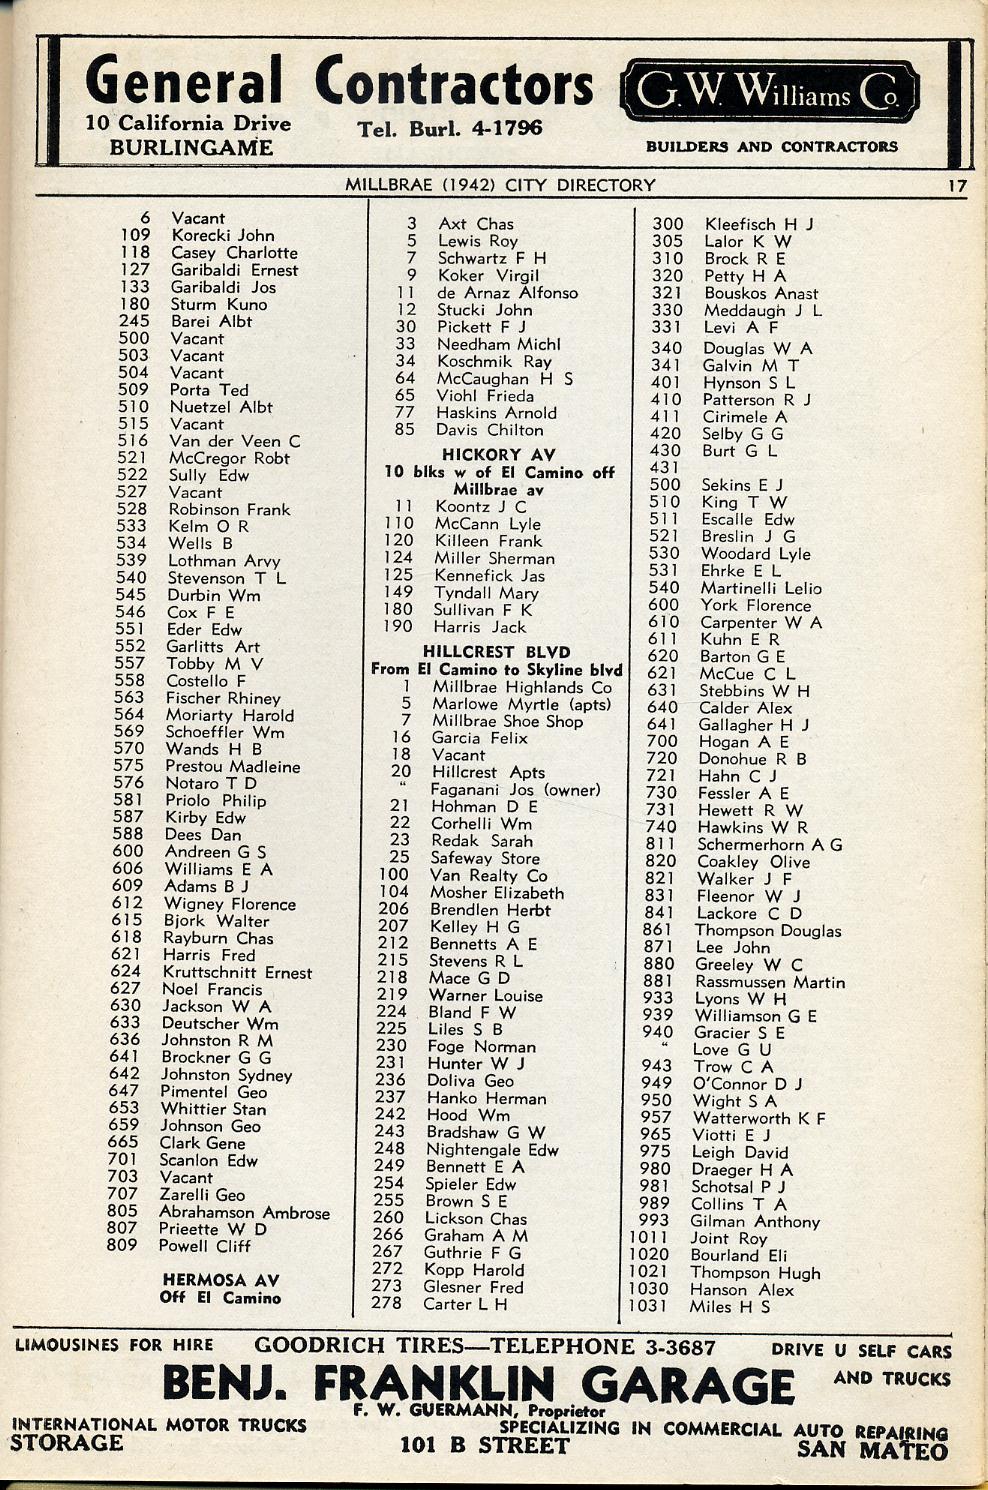 General Contractors
10 California Drive
BURLINGAME
Tel. Burl. 4-1796
G. W. Williams Co.
BUILDERS AND CONTRACTORS
MILLBRAE (1942) CITY DIRECTORY 17
6 Vacant
109 Korecki John
118 Casey Charlotte
127 Garibaldi Ernest
133 Garibaldi Jos
180 Sturm Kuno
245 Barei Albt
500 Vacant
503 Vacant
504 Vacant
509 Porta Ted
510 Nuetzel Albt
515 Vacant
516 Van der Veen C
521 McCregor Robt
522 Sully Edw
527 Vacant
528 Robinson Frank
533 Kelm O R
534 Wells B
539 Lothman Arvy
540 Stevenson T L
545 Durbin Wm
546 Cox F E
551 Eder Edw
552 Garlitts Art
557 Tobby M V
558 Costello F
563 Fischer Rhiney
564 Moriarty Harold
569 Schoeffler Wm
570 Wands H B
575 Prestou Madleine
576 Notaro T D
581 Priolo Philip
587 Kirby Edw
588 Dees Dan
600 Andreen G S
606 Williams E A
609 Adams B J
612 Wigney Florence
615 Bjork Walter
618 Rayburn Chas
621 Harris Fred
624 Kruttschnitt Ernest
627 Noel Francis
630 Jackson W A
633 Deutscher Wm
636 Johnston R M
641 Brockner G G
642 Johnston Sydney
647 Pimentel Geo
653 Whittier Stan
659 Johnson Geo
665 Clark Gene
701 Scanlon Edw
703 Vacant
707 Zarelli Geo
805 Abrahamson Ambrose
807 Prieette W D
809 Powell Cliff
HERMOSA AV
Off El Camino
3 Axt Chas
5 Lewis Roy
7 Schwartz F H
9 Koker Virgil
11 de Arnaz Alfonso
12 Stucki John
30 Pickett F J
33 Needham Michl
34 Koschmik Ray
64 McCaughan H S
65 Viohl Frieda
77 Haskins Arnold
85 Davis Chilton
HICKORY AV
10 blks w of El Camino off
Millbrae av
11 Koontz J C
110 McCann Lyle
120 Killeen Frank
124 Miller Sherman
125 Kennefick Jas
149 Tyndall Mary
180 Sullivan F K
190 Harris Jack
HILLCREST BLVD
From El Camino to Skyline blvd
1 Millbrae Highlands Co
5 Marlowe Myrtle (apts)
7 Millbrae Shoe Shop
16 Garcia Felix
18 Vacant
20 Hillcrest Apts
" Faganani Jos (owner)
21 Hohman D E
22 Corhelli Wm
23 Redak Sarah
25 Safeway Store
100 Van Realty Co
104 Mosher Elizabeth
206 Brendlen Herbt
207 Kelley H G
212 Bennetts A E
215 Stevens R L
218 Mace G D
219 Warner Louise
224 Bland F W
225 Liles S B
230 Foge Norman
231 Hunter W J
236 Doliva Geo
237 Hanko Herman
242 Hood Wm
243 Bradshaw G W
248 Nightengale Edw
249 Bennett E A
254 Spieler Edw
255 Brown S E
260 Lickson Chas
266 Graham A M
267 Guthrie F G
272 Kopp Harold
273 Glesner Fred
278 Carter L H
300 Kleefisch H J
305 Lalor K W
310 Brock R E
320 Petty H A
321 Bouskos Anast
330 Meddaugh J L
331 Levi A F
340 Douglas W A
341 Galvin M T
401 Hynson S L
410 Patterson R J
411 Cirimele A
420 Selby G G
430 Burt G L
431
500 Sekins E J
510 King T W
511 Escalle Edw
521 Breslin J G
530 Woodard Lyle
531 Ehrke E L
540 Martinelli Lelio
600 York Florence
610 Carpenter W A
611 Kuhn E R
620 Barton G E
621 McCue C L
631 Stebbins W H
640 Calder Alex
641 Gallagher H J
700 Hogan A E
720 Donohue R B
721 Hahn C J
730 Fessler A E
731 Hewett R W
740 Hawkins W R
811 Schermerhorn A G
820 Coakley Olive
821 Walker J F
831 Fleenor W J
841 Lackore C D
861 Thompson Douglas
871 Lee John
880 Greeley W C
881 Rassmussen Martin
933 Lyons W H
939 Williamson G E
940 Gracier S E
" Love G U
943 Trow C A
949 O'Connor D J
950 Wight S A
957 Watterworth K F
965 Viotti E J
975 Leigh David
980 Draeger H A
981 Schotsal P J
989 Collins T A
993 Gilman Anthony
1011 Joint Roy
1020 Bourland Eli
1021 Thompson Hugh
1030 Hanson Alex
1031 Miles H S
LIMOUSINES FOR HIRE GOODRICH TIRES—TELEPHONE 3-3687 DRIVE U SELF CARS
BENJ. FRANKLIN GARAGE AND TRUCKS
F. W. GUERMANN, Proprietor
INTERNATIONAL MOTOR TRUCKS SPECIALIZING IN COMMERCIAL AUTO REPAIRING
STORAGE 101 B STREET SAN MATEO